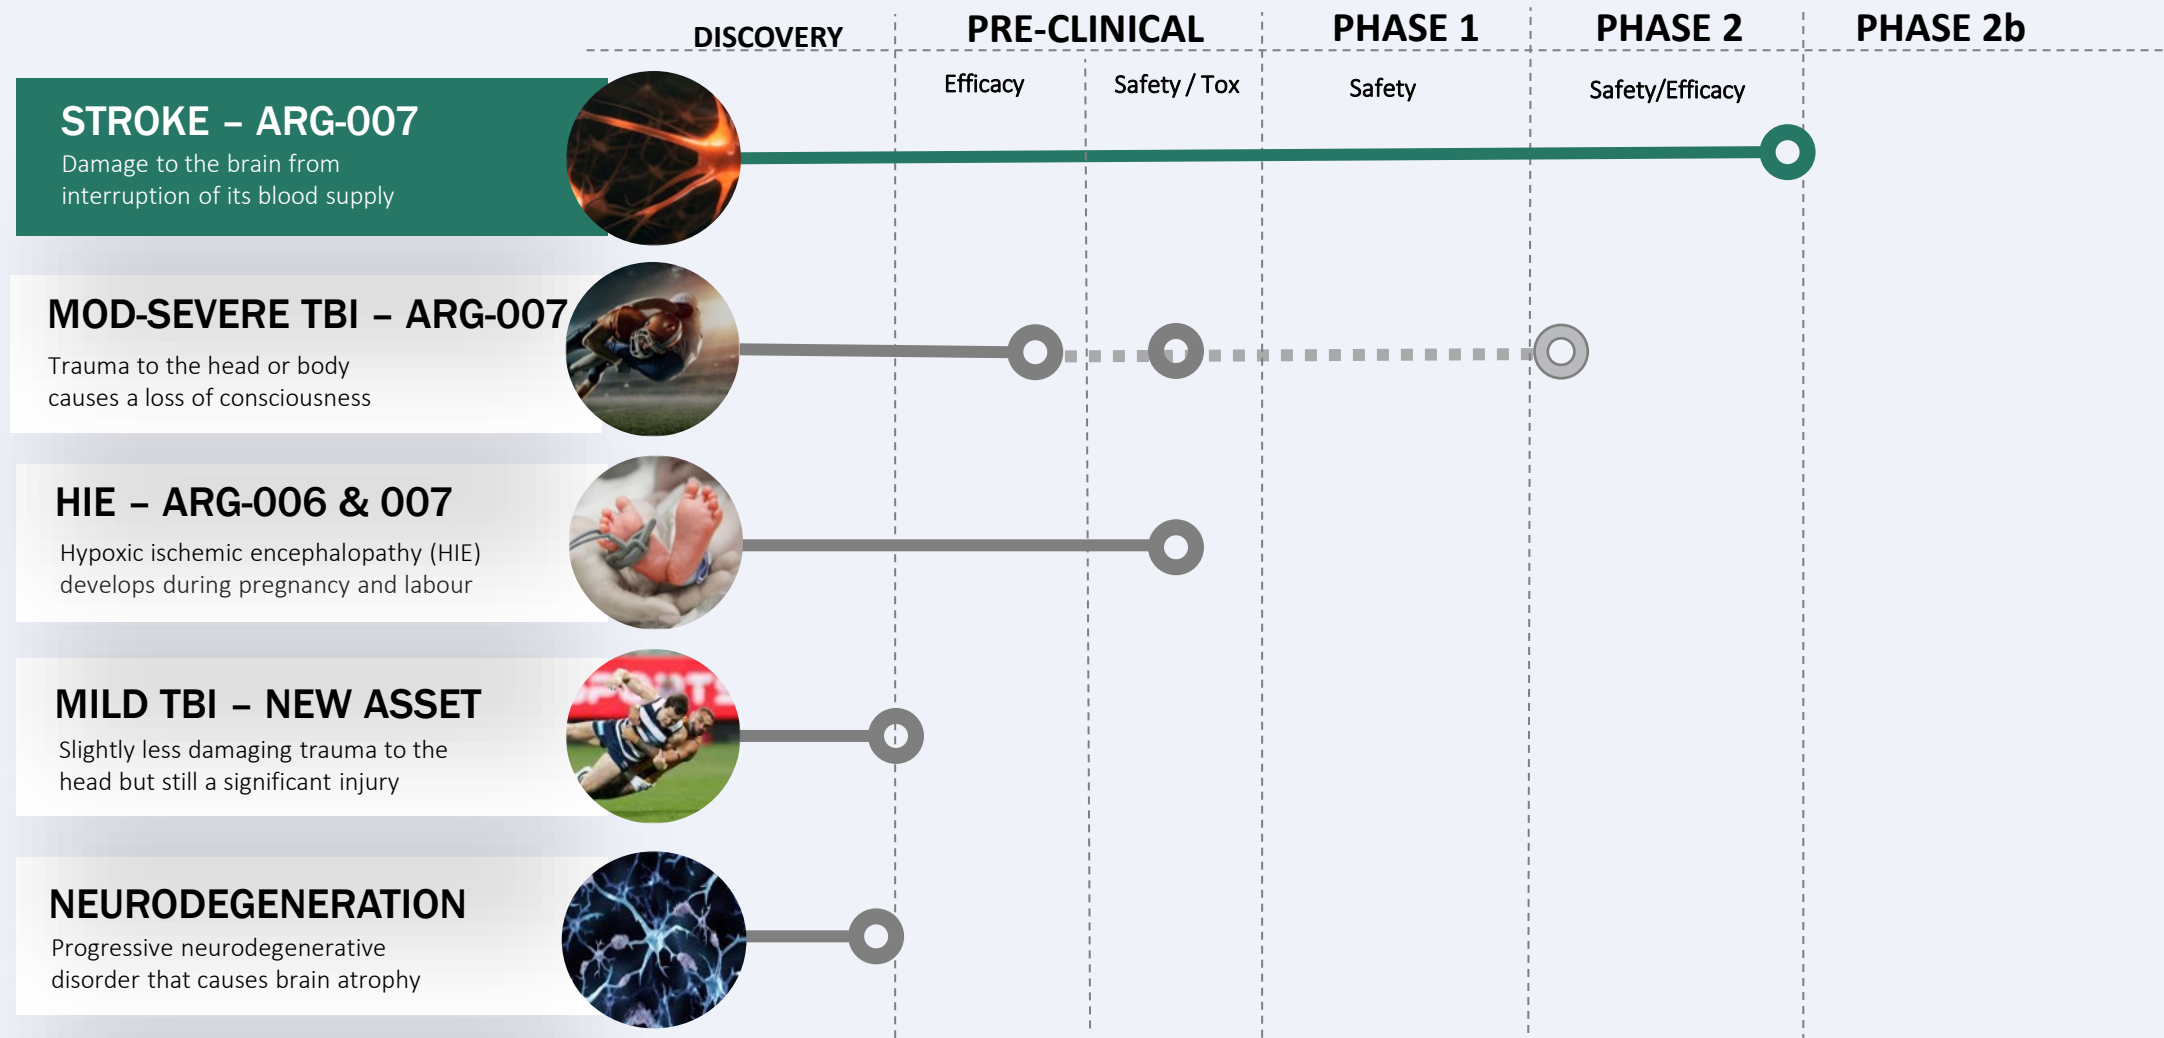 DISCOVERY
PRE-CLINICAL
PHASE 1
PHASE 2
PHASE 2b
Efficacy
Safety / Tox
Safety
Safety/Efficacy
STROKE – ARG-007
Damage to the brain from
interruption of its blood supply
MOD-SEVERE TBI – ARG-007
Trauma to the head or body
causes a loss of consciousness
HIE – ARG-006 & 007
Hypoxic ischemic encephalopathy (HIE)
develops during pregnancy and labour
MILD TBI – NEW ASSET
Slightly less damaging trauma to the
head but still a significant injury
NEURODEGENERATION
Progressive neurodegenerative
disorder that causes brain atrophy